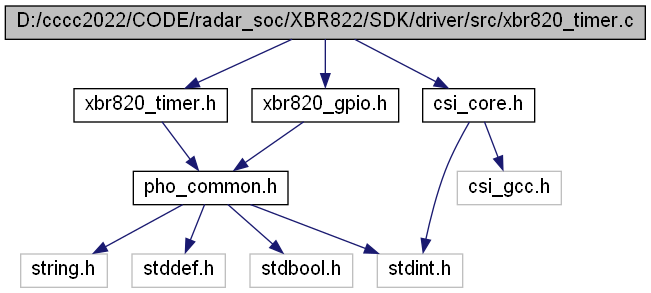 D:/cccc2022/CODE/radar_soc/XBR822/SDK/driver/src/xbr820_timer.c
xbr820_timer.h
xbr820_gpio.h
csi_core.h
pho_common.h
csi_gcc.h
string.h
stddef.h
stdbool.h
stdint.h